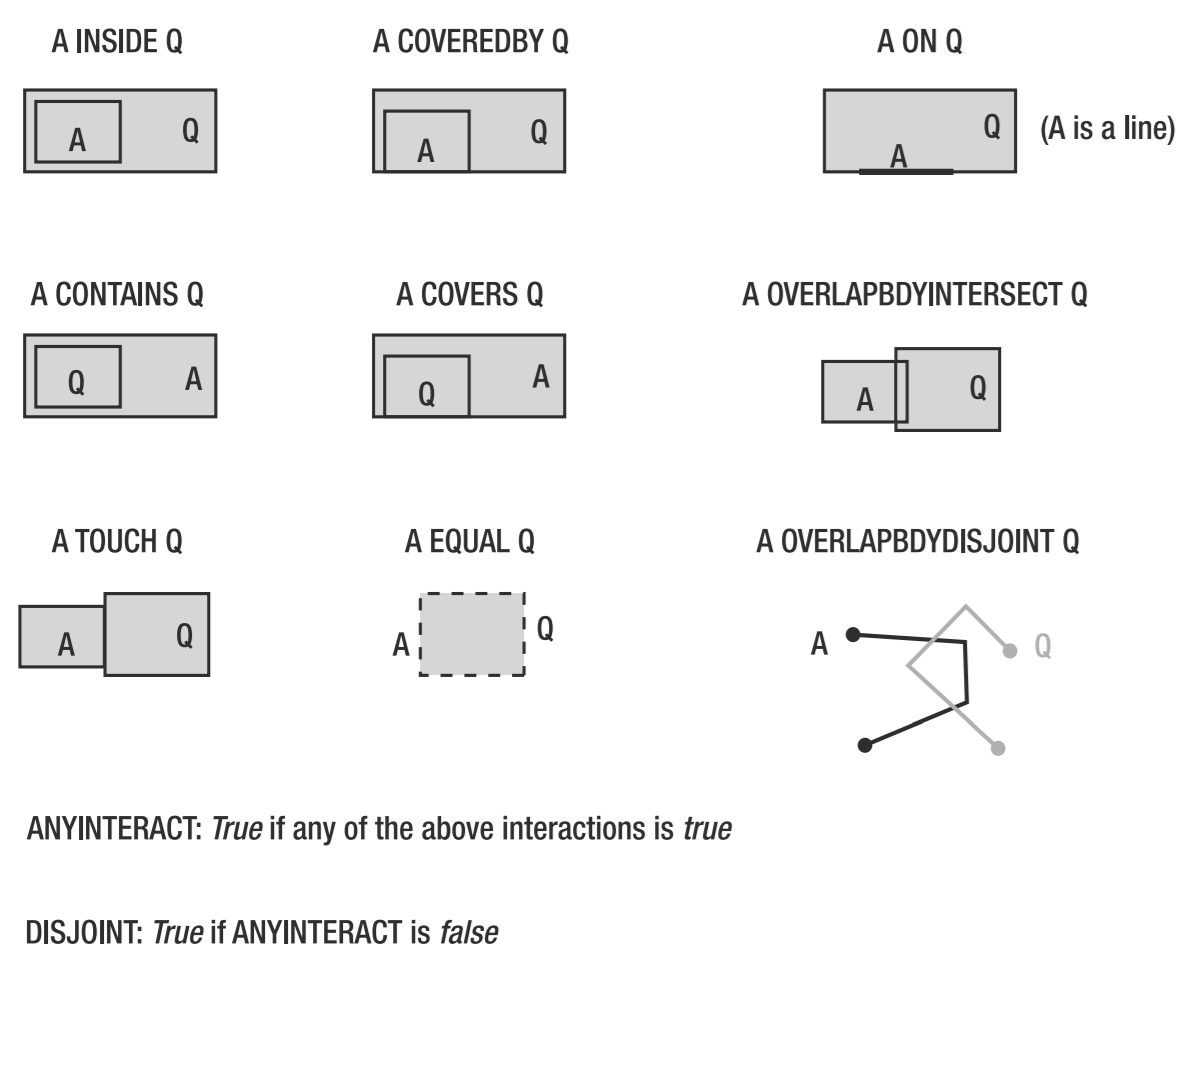 A INSIDE Q
A COVEREDBY Q
A ON Q
A
Q
A
Q
A
Q
(A is a line)
A CONTAINS Q
A COVERS Q
A OVERLAPBDYINTERSECT Q
Q
A
Q
A
A
Q
A TOUCH Q
A EQUAL Q
A OVERLAPBDYDISJOINT Q
A
Q
A
Q
A
Q
ANYINTERACT: True if any of the above interactions is true
DISJOINT: True if ANYINTERACT is false